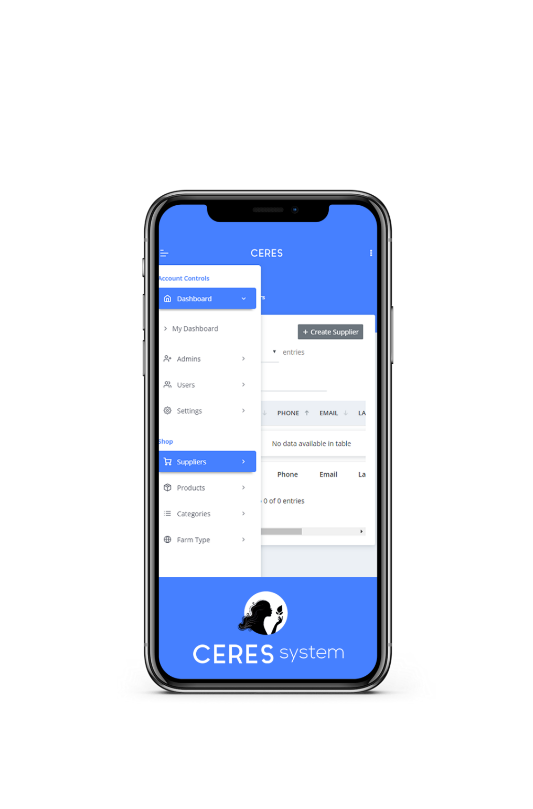 CERES
Account Controls
Dashboard
My Dashboard
Admins
Users
Settings
Shop
Suppliers
Products
Categories
Farm Type
+ Create Supplier
entries
PHONE EMAIL LA
No data available in table
Phone Email La
0 of 0 entries
CERES system